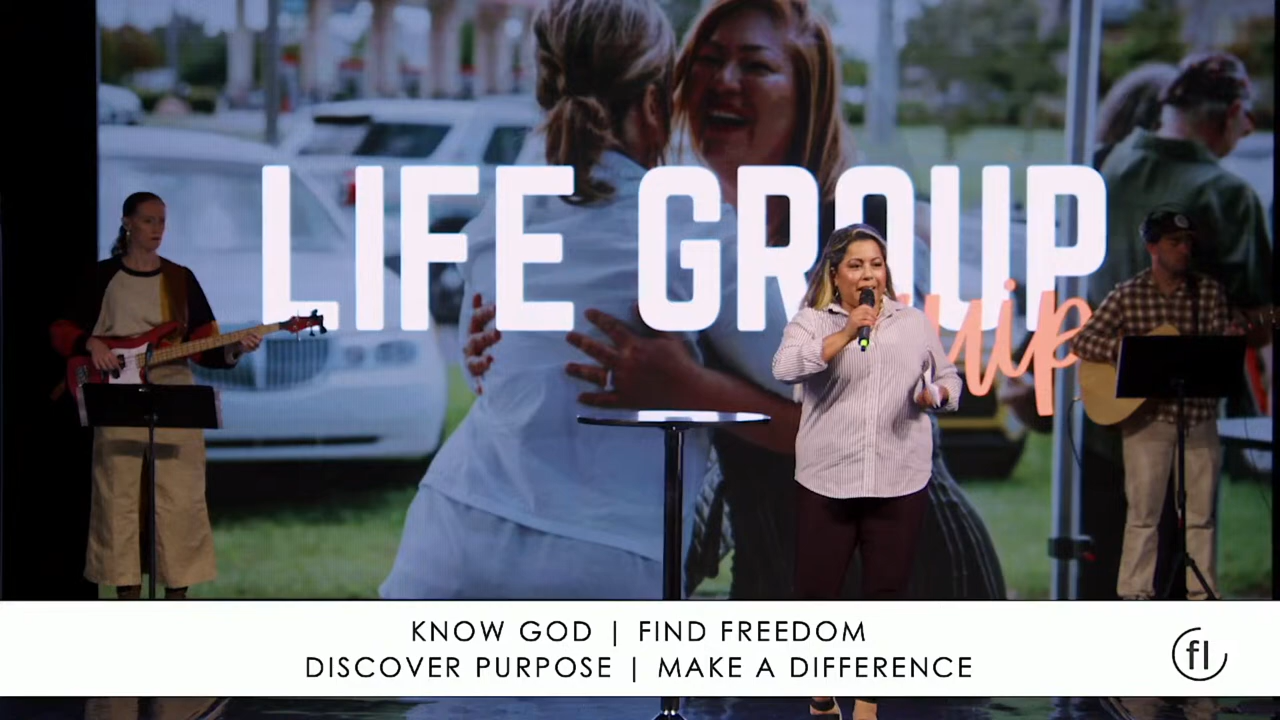 LIFE GROUP
KNOW GOD | FIND FREEDOM
DISCOVER PURPOSE | MAKE A DIFFERENCE
fl